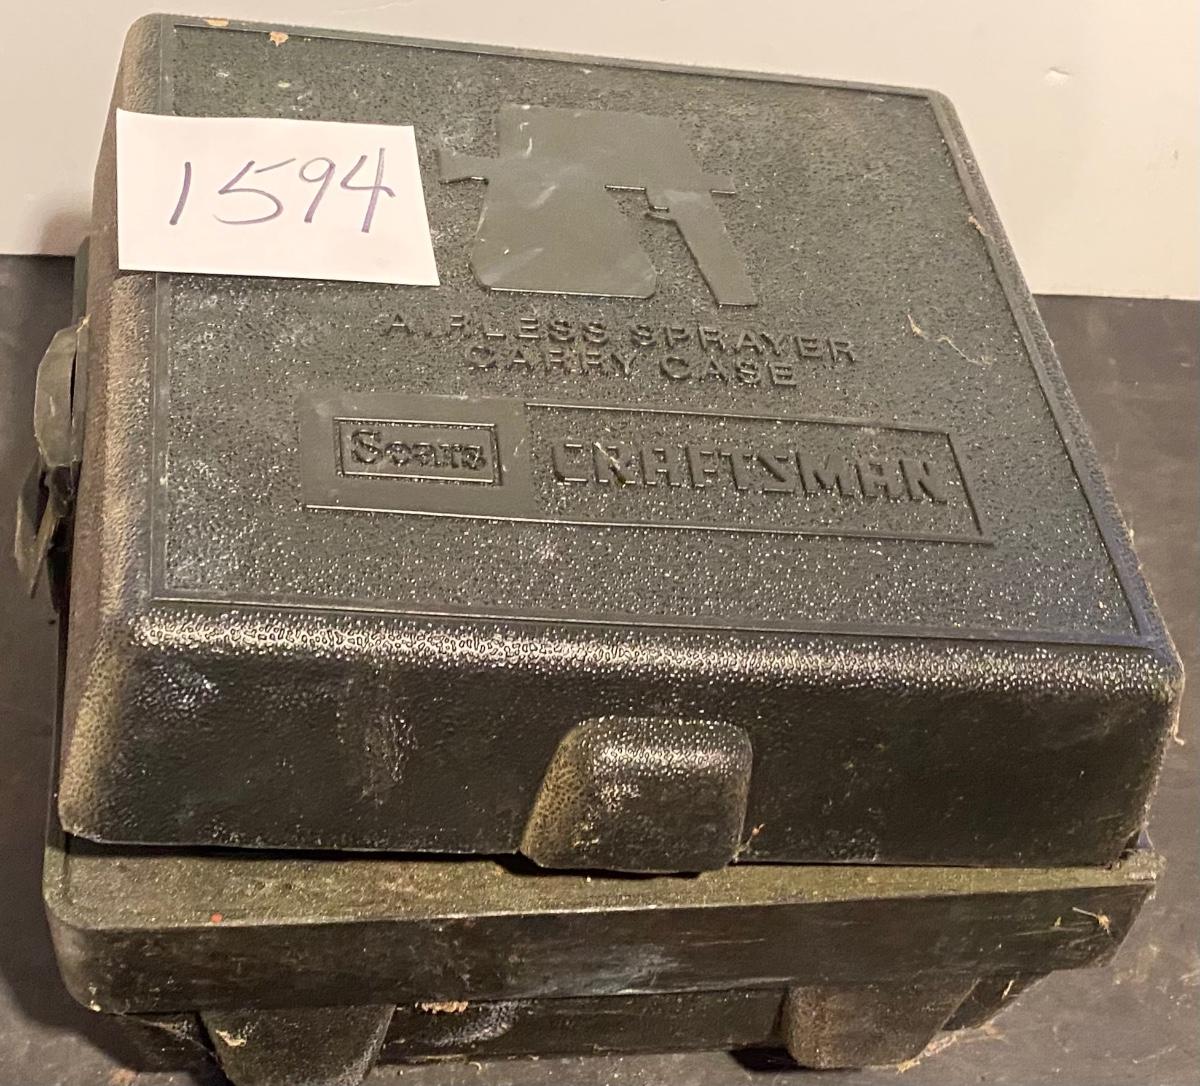 1594
AIRLESS SPRAYER
CARRY CASE
Sears CRAFTSMAN